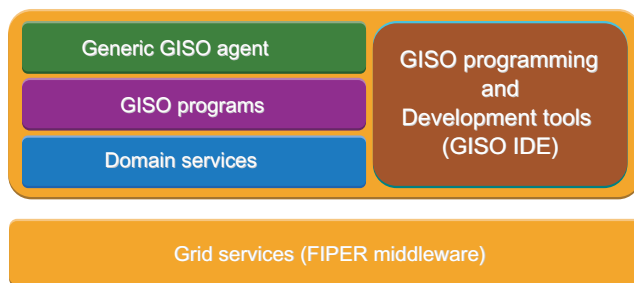 Generic GISO agent
GISO programs
Domain services
GISO programming
and
Development tools
(GISO IDE)
Grid services (FIPER middleware)